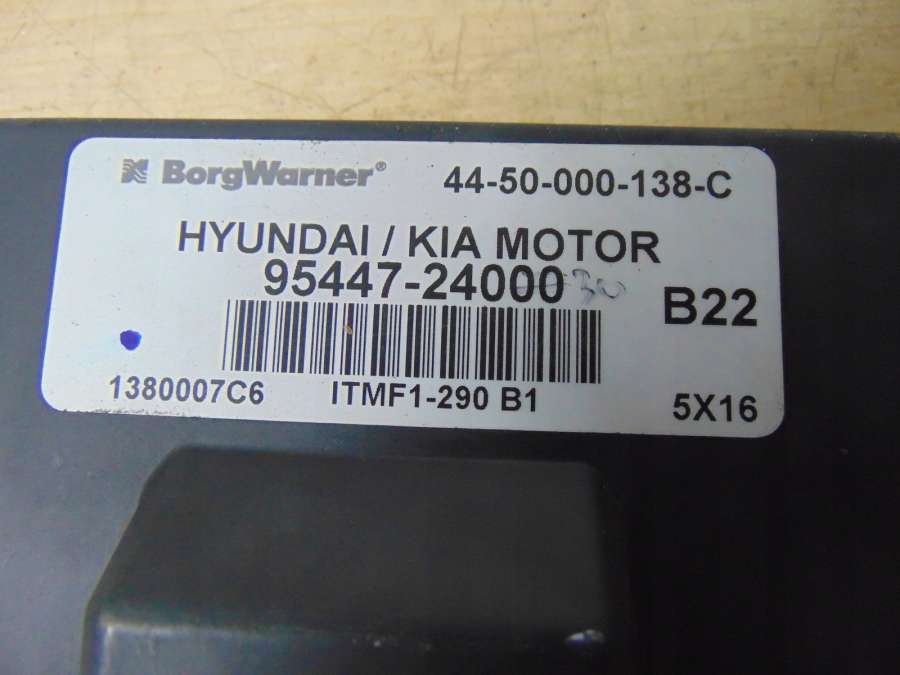 BorgWarner® 44-50-000-138-C
HYUNDAI / KIA MOTOR
95447-24000
B22
1380007C6 ITMF1-290 B1 5X16